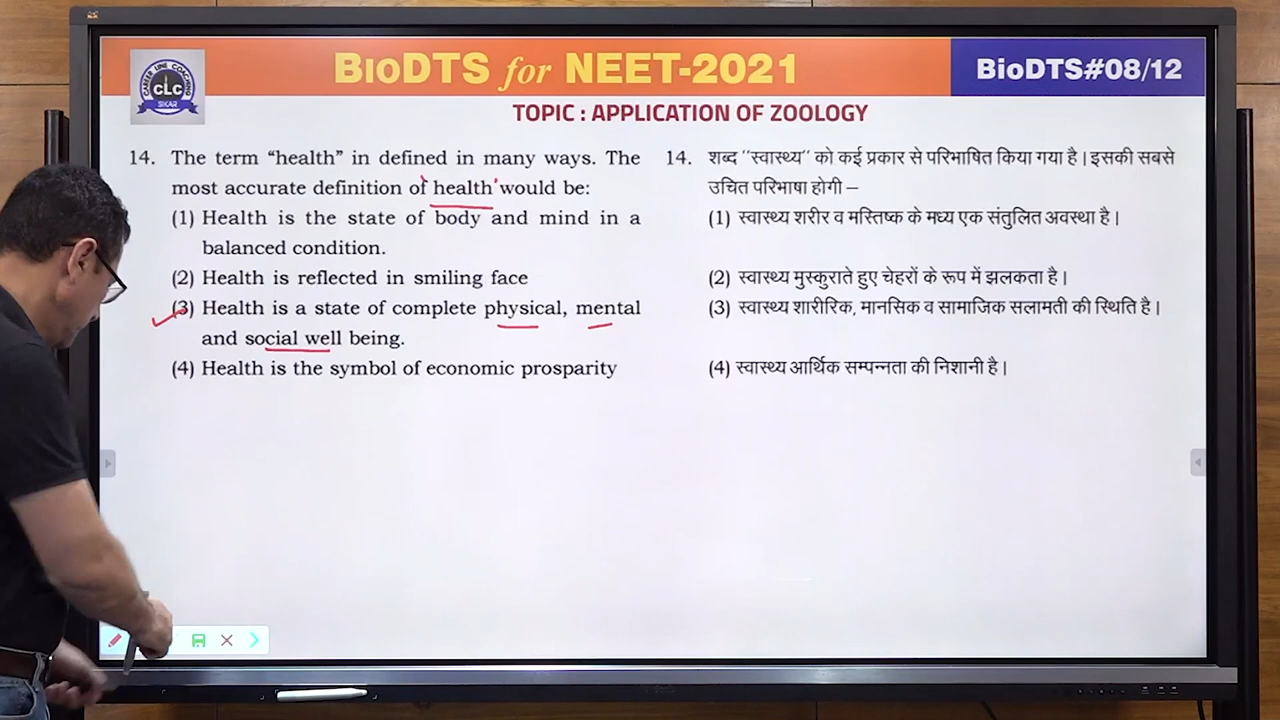 BIODTS for NEET-2021
BioDTS#08/12
CAREER LINE COACHING
CLC
SIKAR
TOPIC : APPLICATION OF ZOOLOGY
14. The term “health” in defined in many ways. The
most accurate definition of health would be:
(1) Health is the state of body and mind in a
balanced condition.
(2) Health is reflected in smiling face
(3) Health is a state of complete physical, mental
and social well being.
(4) Health is the symbol of economic prosparity
14. शब्द ‘‘स्वास्थ्य’’ को कई प्रकार से परिभाषित किया गया है। इसकी सबसे
उचित परिभाषा होगी –
(1) स्वास्थ्य शरीर व मस्तिष्क के मध्य एक संतुलित अवस्था है।
(2) स्वास्थ्य मुस्कुराते हुए चेहरों के रूप में झलकता है।
(3) स्वास्थ्य शारीरिक, मानसिक व सामाजिक सलामती की स्थिति है।
(4) स्वास्थ्य आर्थिक सम्पन्नता की निशानी है।